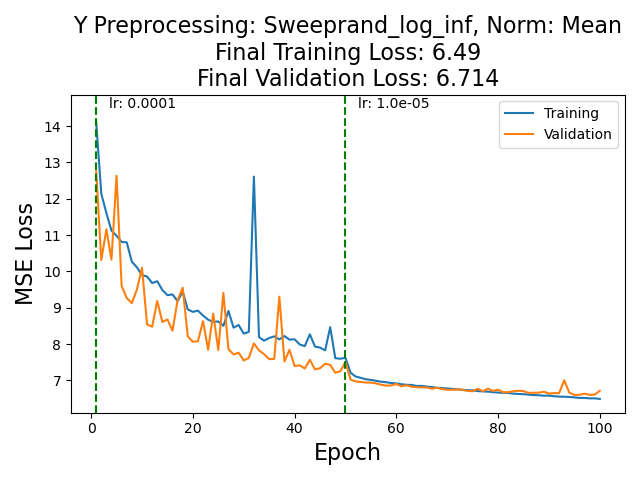 Y Preprocessing: Sweeprand_log_inf, Norm: Mean
Final Training Loss: 6.49
Final Validation Loss: 6.714
lr: 0.0001
lr: 1.0e-05
Training
Validation
14
13
12
11
10
9
8
7
MSE Loss
0
20
40
60
80
100
Epoch